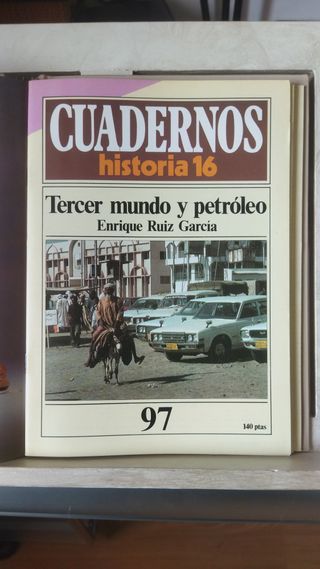 CUADERNOS
historia 16
Tercer mundo y petróleo
Enrique Ruiz García
97
140 ptas